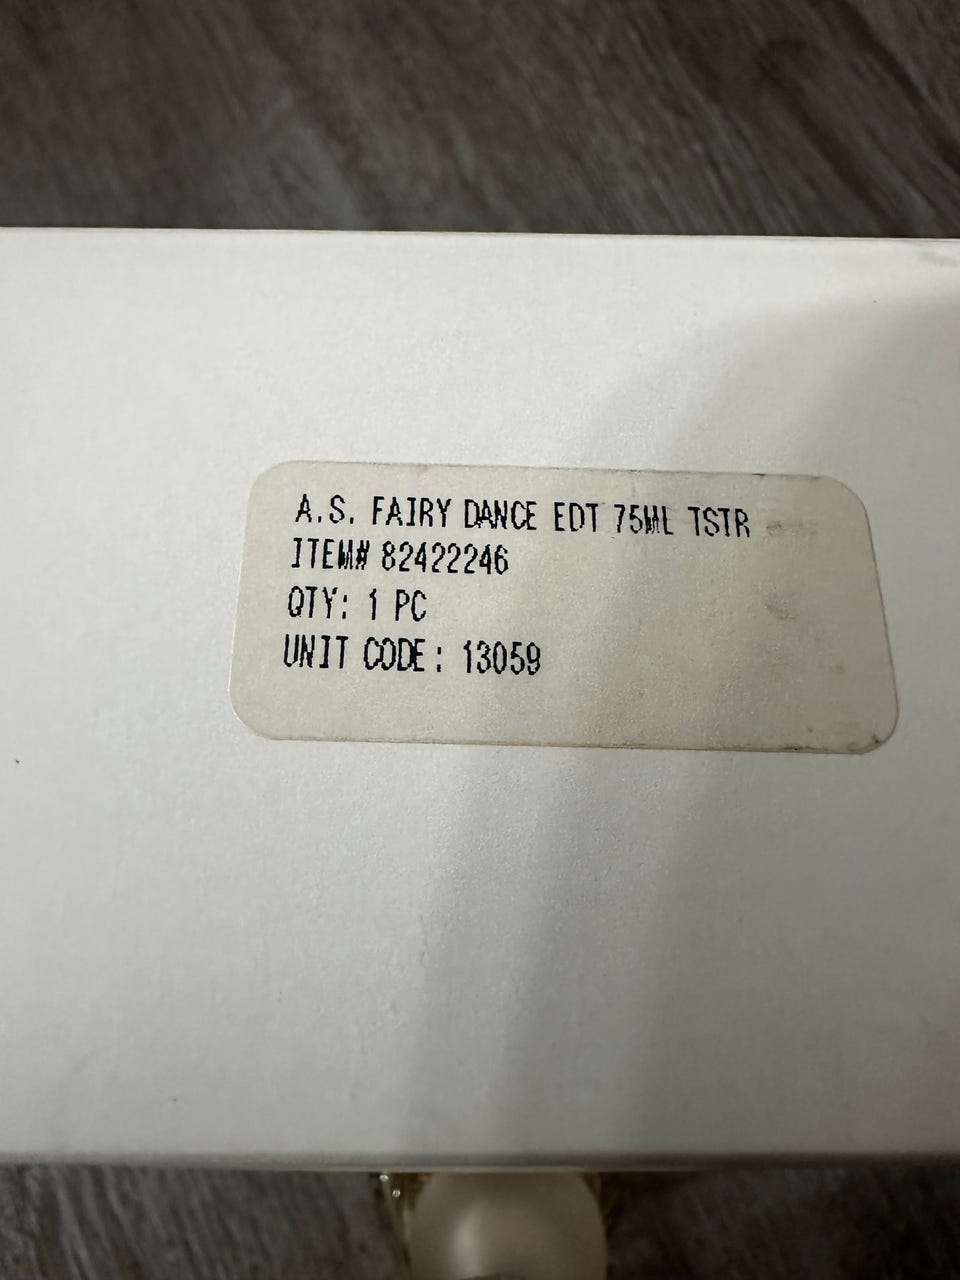 A.S. FAIRY DANCE EDT 75ML TSTR
ITEM# 82422246
QTY: 1 PC
UNIT CODE: 13059